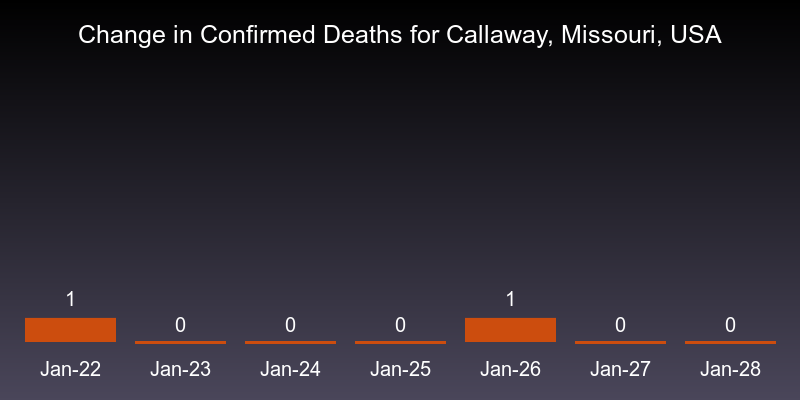 Change in Confirmed Deaths for Callaway, Missouri, USA
1 0 0 0 1 0 0
Jan-22 Jan-23 Jan-24 Jan-25 Jan-26 Jan-27 Jan-28